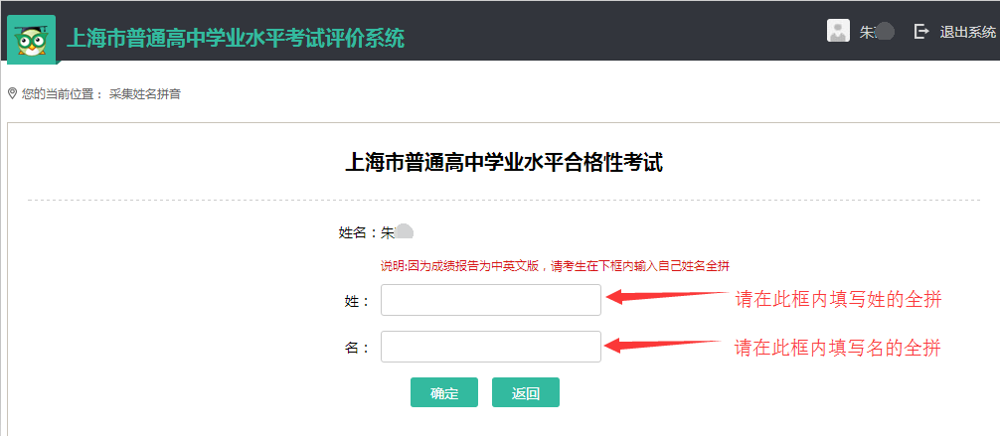 上海市普通高中学业水平考试评价系统
朱
退出系统
您的当前位置： 采集姓名拼音
上海市普通高中学业水平合格性考试
姓名：朱
说明:因为成绩报告为中英文版，请考生在下框内输入自己姓名全拼
姓：
请在此框内填写姓的全拼
名：
请在此框内填写名的全拼
确定
返回